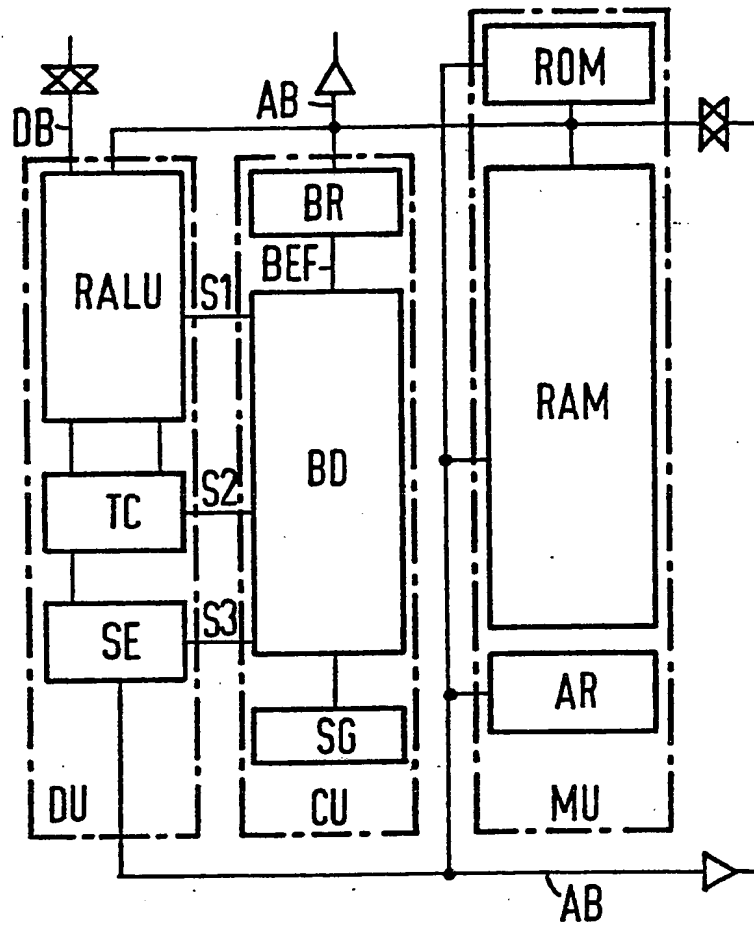 ROM
AB
DB
BR
BEF
RALU
S1
RAM
BD
S2
TC
S3
SE
AR
SG
DU
CU
MU
AB